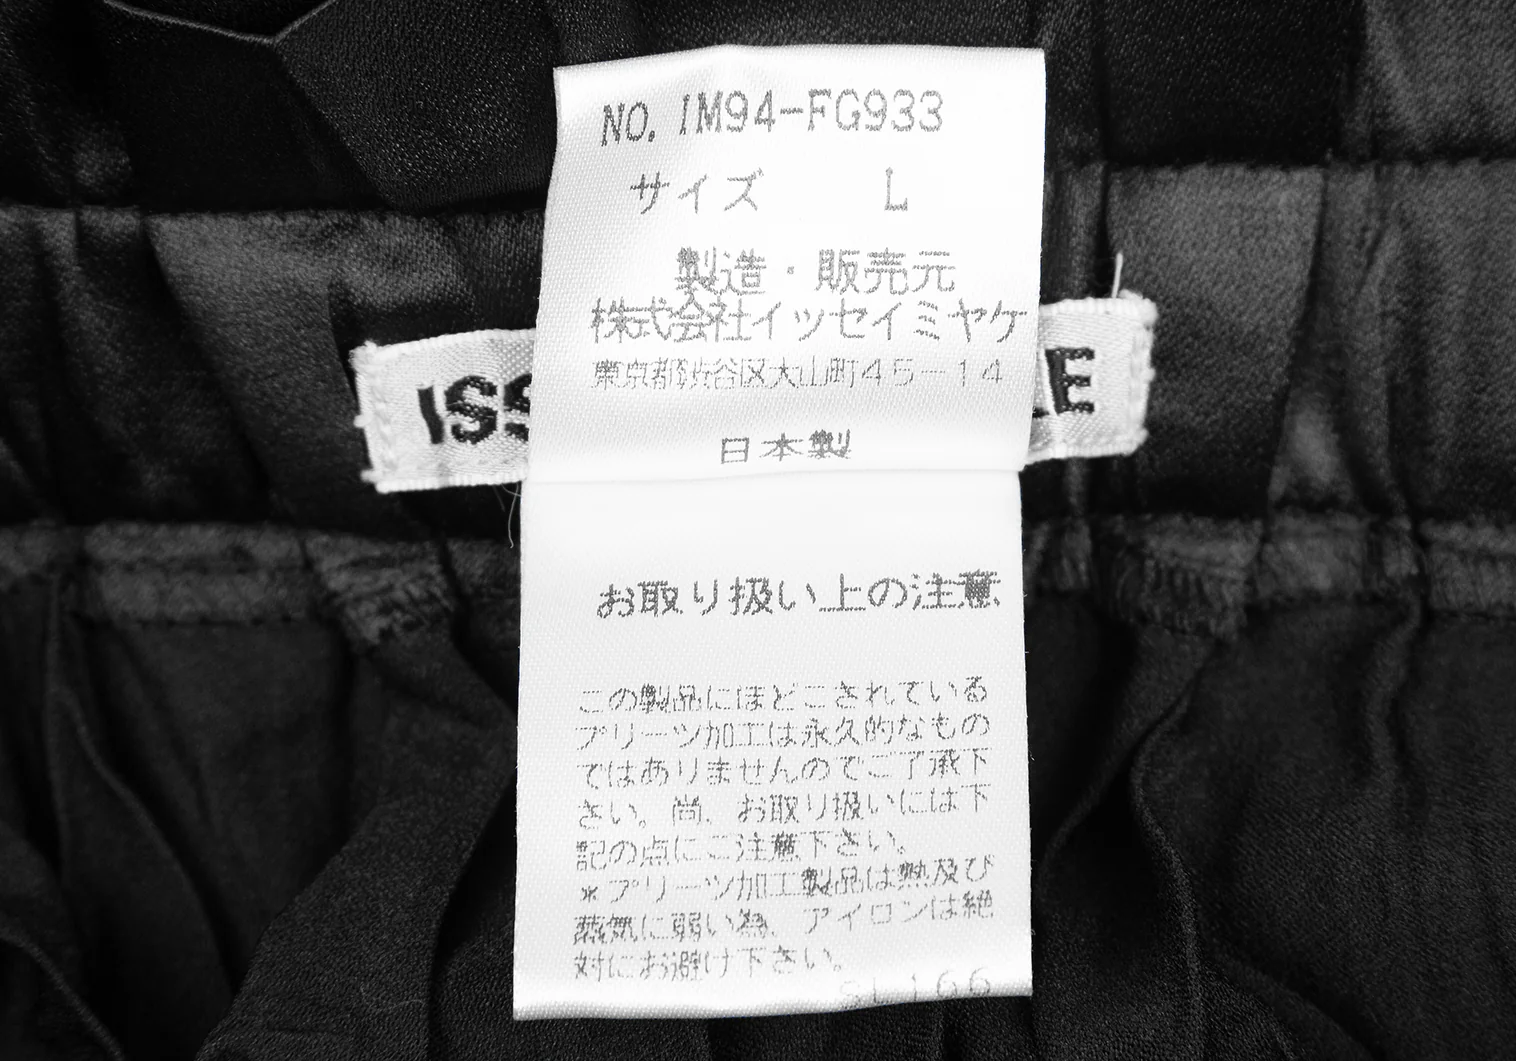 NO. IM94-FG933
サイズ L
製造・販売元
株式会社イッセイミヤケ
東京都渋谷区大山町45-14
日本製
お取り扱い上の注意
この製品にほどこされている
プリーツ加工は永久的なもの
ではありませんのでご了承下
さい。尚、お取り扱いには下
記の点にご注意下さい。
*プリーツ加工製品は熱及び
蒸気に弱い為、アイロンは絶
対にお避け下さい。
SL166